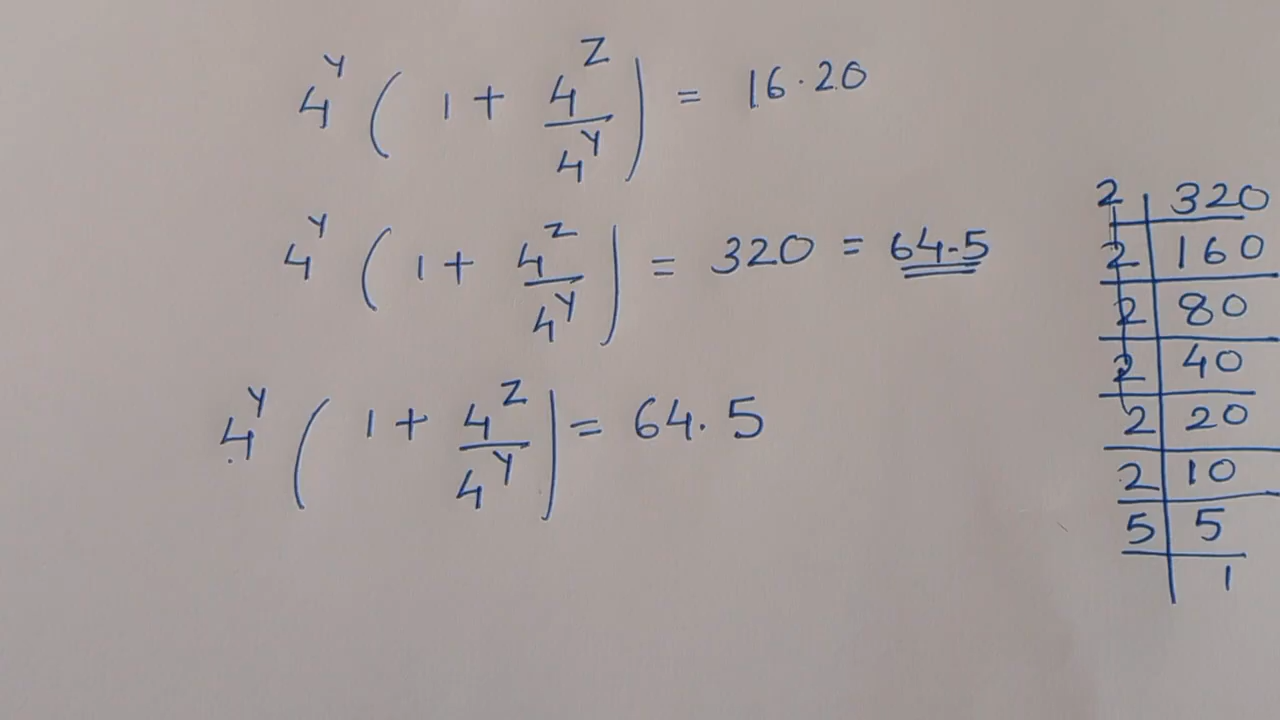 4^y ( 1 + 4^z / 4^y ) = 16·20
4^y ( 1 + 4^z / 4^y ) = 320 = 64·5
4^y ( 1 + 4^z / 4^y ) = 64·5
2 | 320
2 | 160
2 | 80
2 | 40
2 | 20
2 | 10
5 | 5
| 1